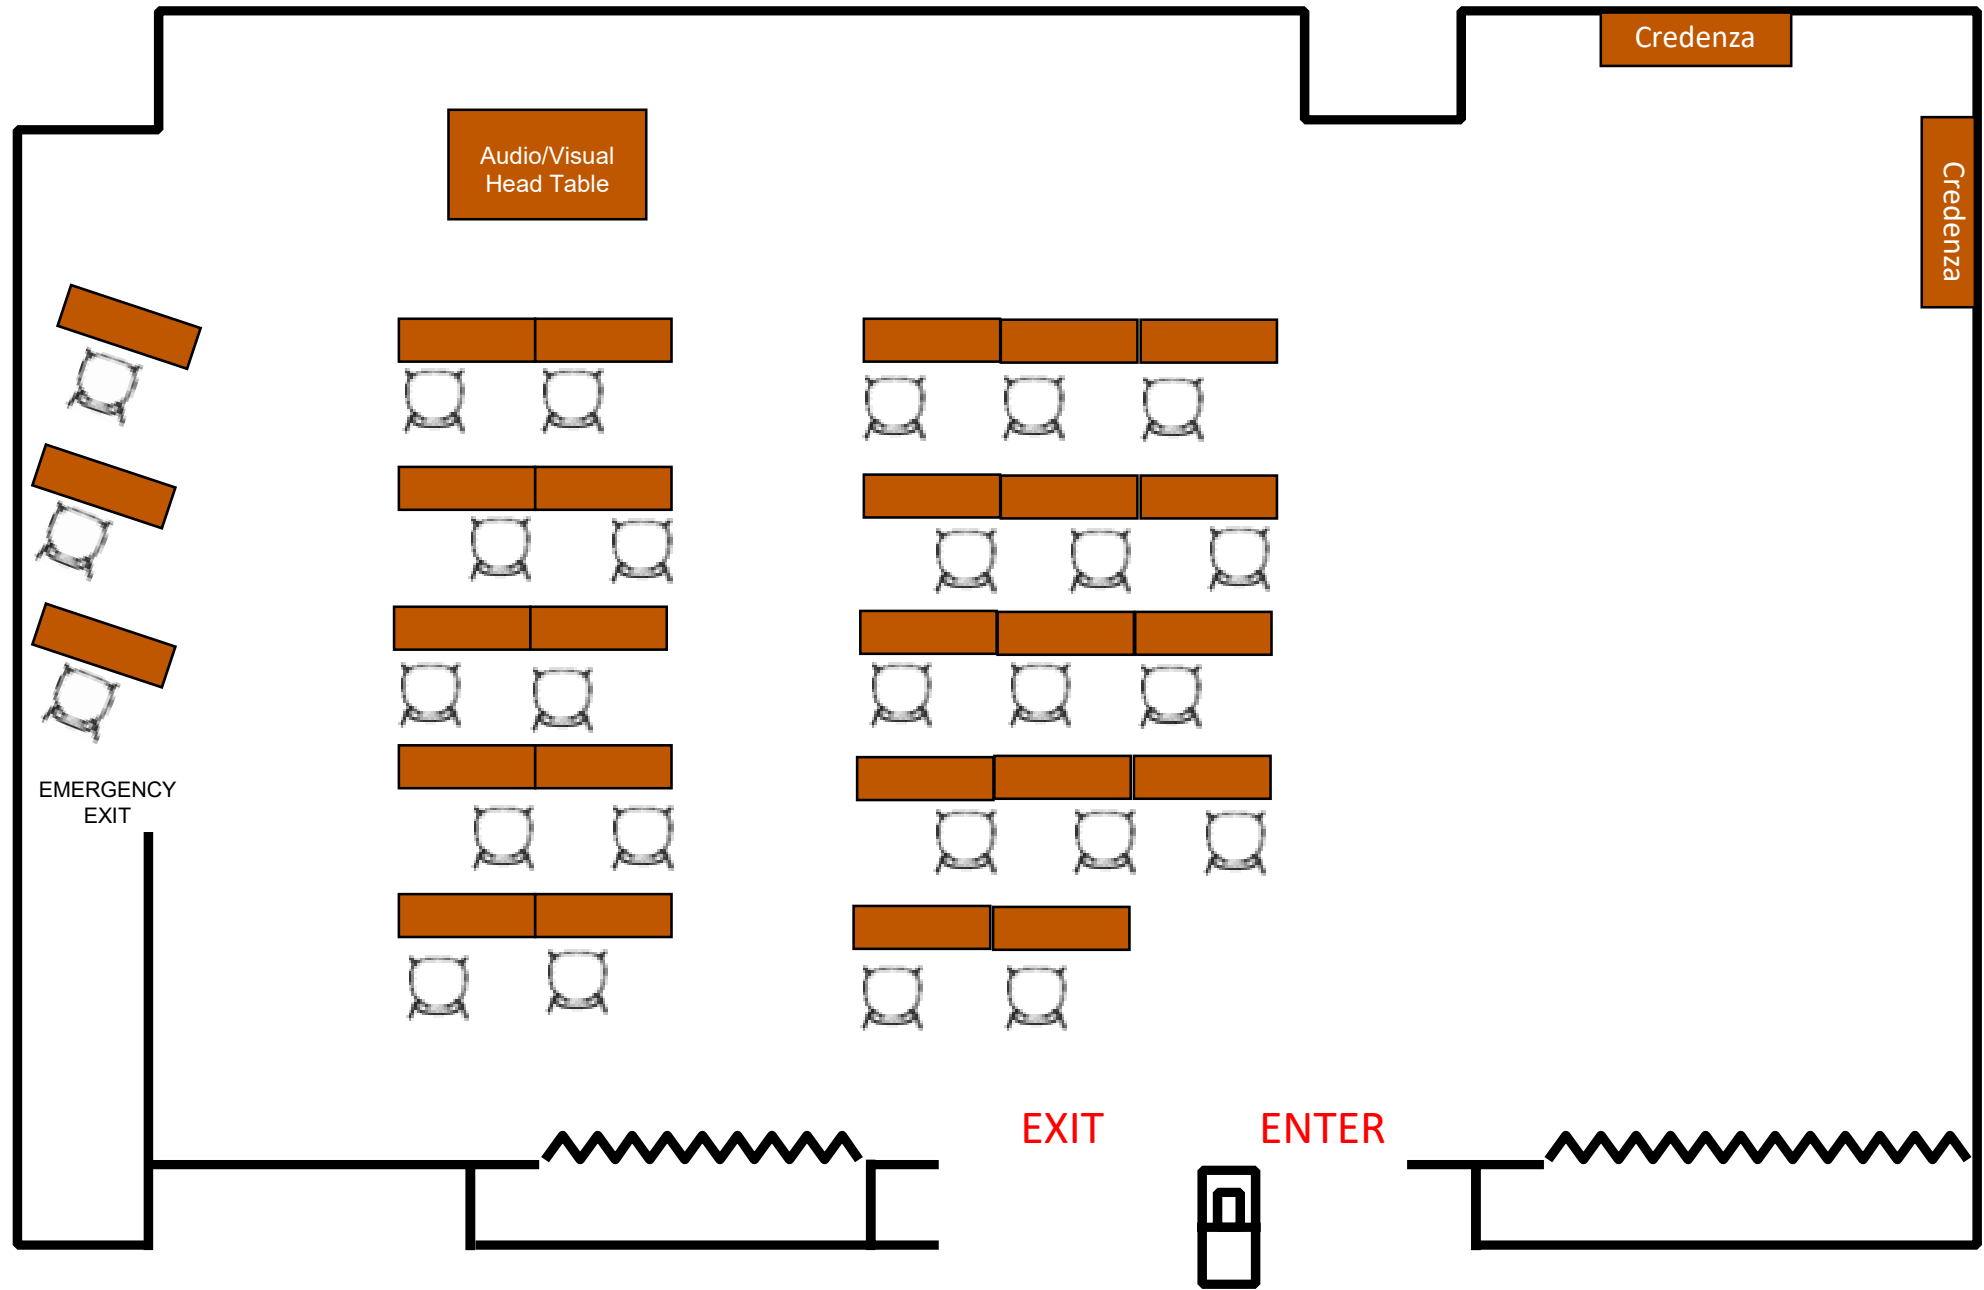 Credenza
Audio/Visual
Head Table
Credenza
EMERGENCY
EXIT
EXIT
ENTER